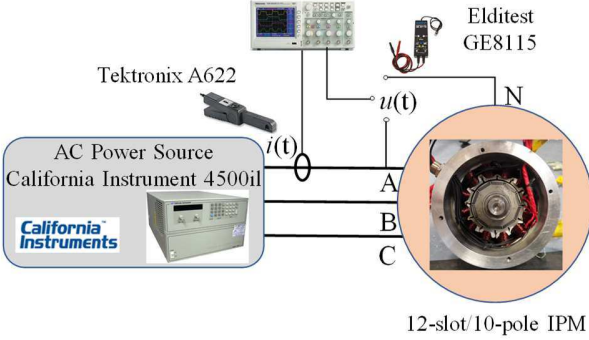 Elditest
GE8115
Tektronix A622
u(t)
N
i(t)
AC Power Source
California Instrument 4500il
California
Instruments
A
B
C
12-slot/10-pole IPM